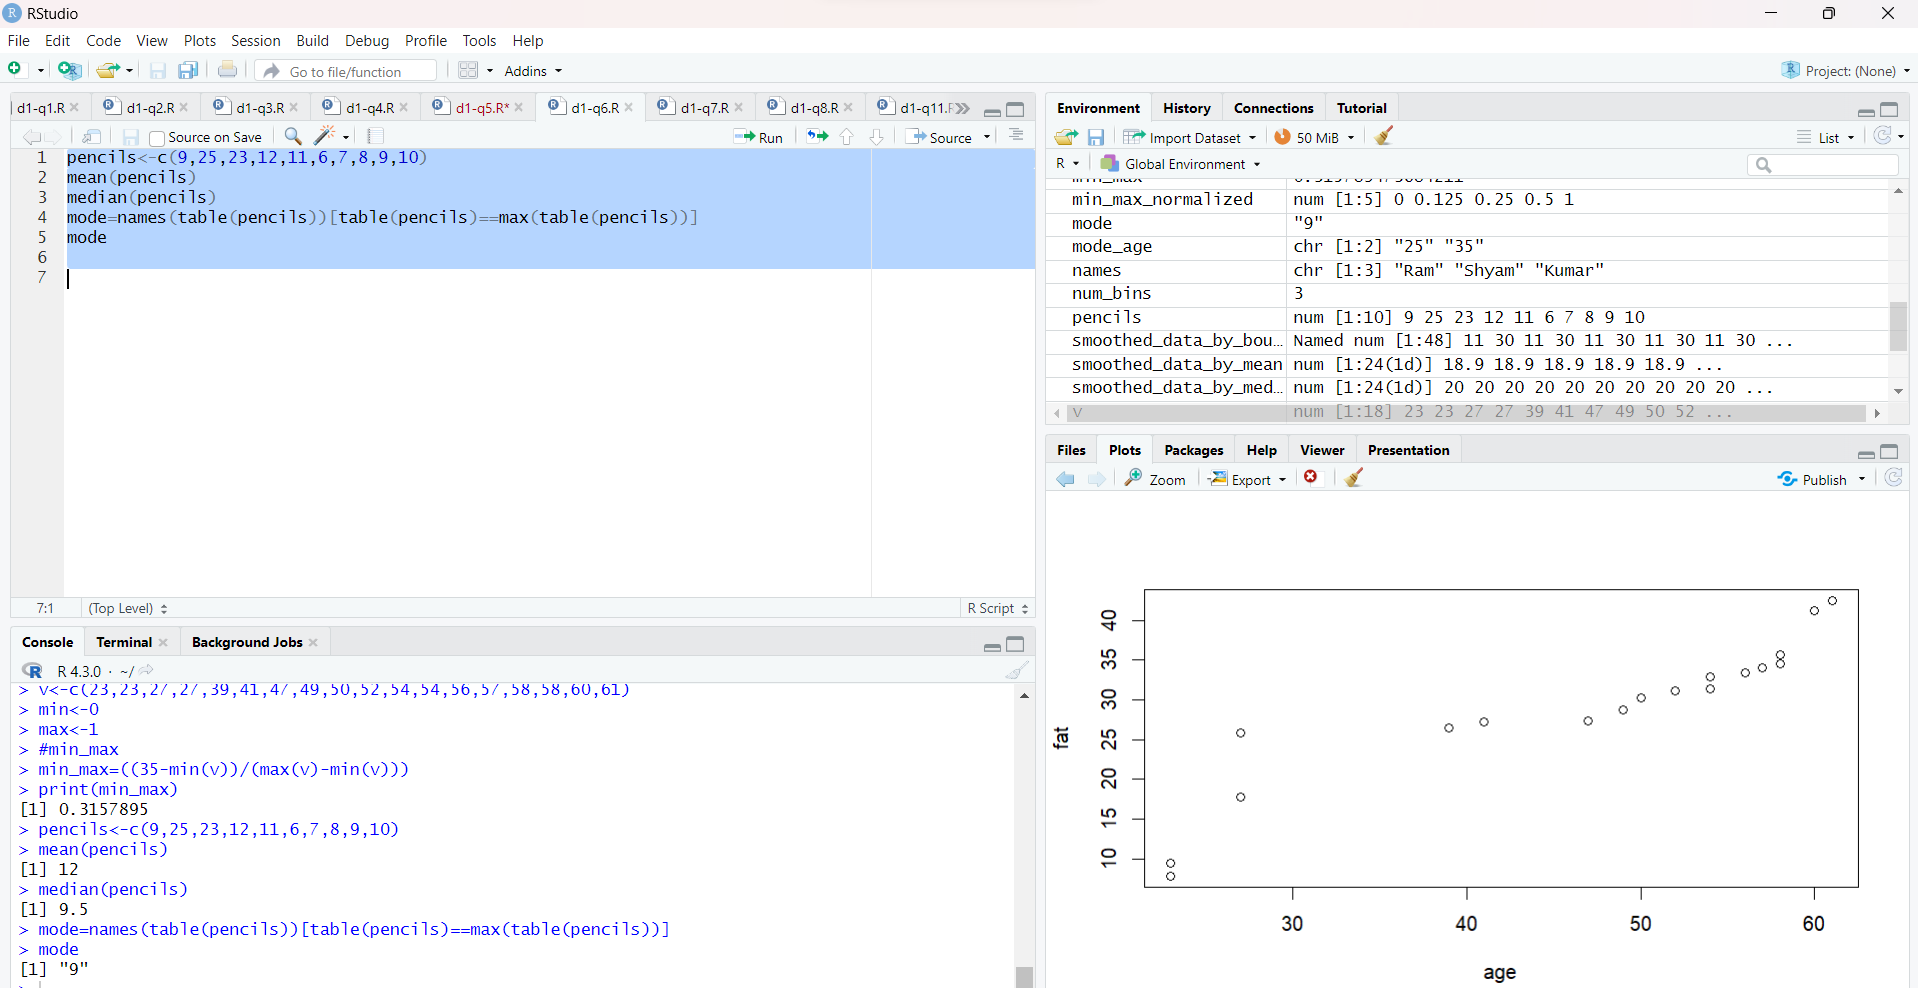 RStudio
File Edit Code View Plots Session Build Debug Profile Tools Help
Go to file/function Addins Project: (None)
d1-q1.R d1-q2.R d1-q3.R d1-q4.R d1-q5.R* d1-q6.R d1-q7.R d1-q8.R d1-q11.F
Source on Save Run Source
1 pencils<-c(9,25,23,12,11,6,7,8,9,10)
2 mean(pencils)
3 median(pencils)
4 mode=names(table(pencils))[table(pencils)==max(table(pencils))]
5 mode
6
7
7:1 (Top Level) R Script
Console Terminal Background Jobs
R 4.3.0 · ~/
> v<-c(23,23,27,27,39,41,47,49,50,52,54,54,56,57,58,58,60,61)
> min<-0
> max<-1
> #min_max
> min_max=((35-min(v))/(max(v)-min(v)))
> print(min_max)
[1] 0.3157895
> pencils<-c(9,25,23,12,11,6,7,8,9,10)
> mean(pencils)
[1] 12
> median(pencils)
[1] 9.5
> mode=names(table(pencils))[table(pencils)==max(table(pencils))]
> mode
[1] "9"
>
Environment History Connections Tutorial
Import Dataset 50 MiB List
R Global Environment
min_max
min_max_normalized num [1:5] 0 0.125 0.25 0.5 1
mode "9"
mode_age chr [1:2] "25" "35"
names chr [1:3] "Ram" "Shyam" "Kumar"
num_bins 3
pencils num [1:10] 9 25 23 12 11 6 7 8 9 10
smoothed_data_by_bou... Named num [1:48] 11 30 11 30 11 30 11 30 11 30 ...
smoothed_data_by_mean num [1:24(1d)] 18.9 18.9 18.9 18.9 18.9 ...
smoothed_data_by_med... num [1:24(1d)] 20 20 20 20 20 20 20 20 20 20 ...
v num [1:18] 23 23 27 27 39 41 47 49 50 52 ...
Files Plots Packages Help Viewer Presentation
Zoom Export Publish
fat
40
35
30
25
20
15
10
30 40 50 60
age